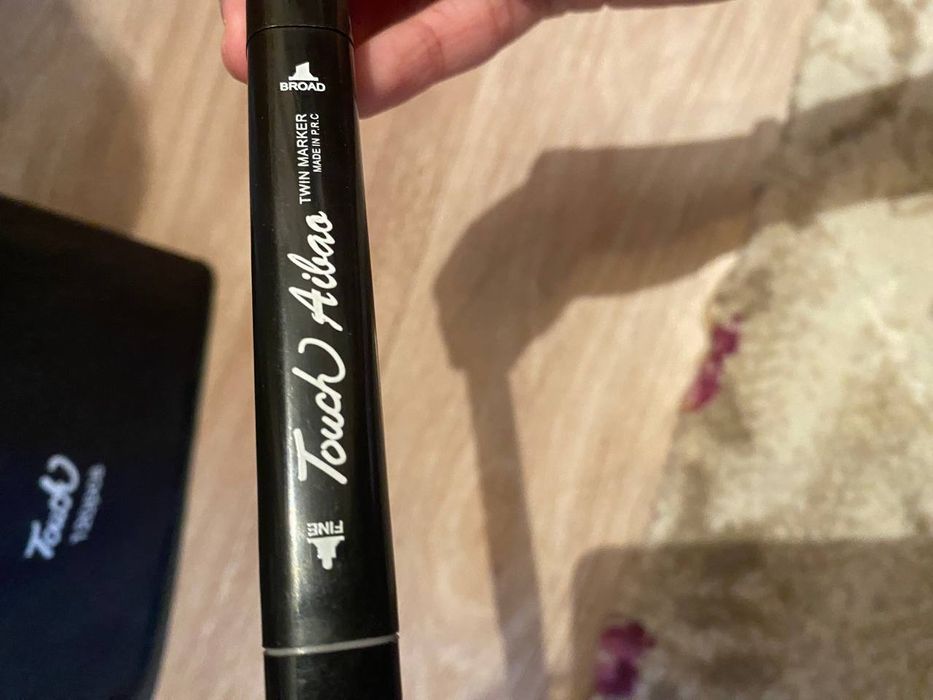 BROAD
TWIN MARKER
MADE IN P.R.C
Touch Aibao
FINE
Touch